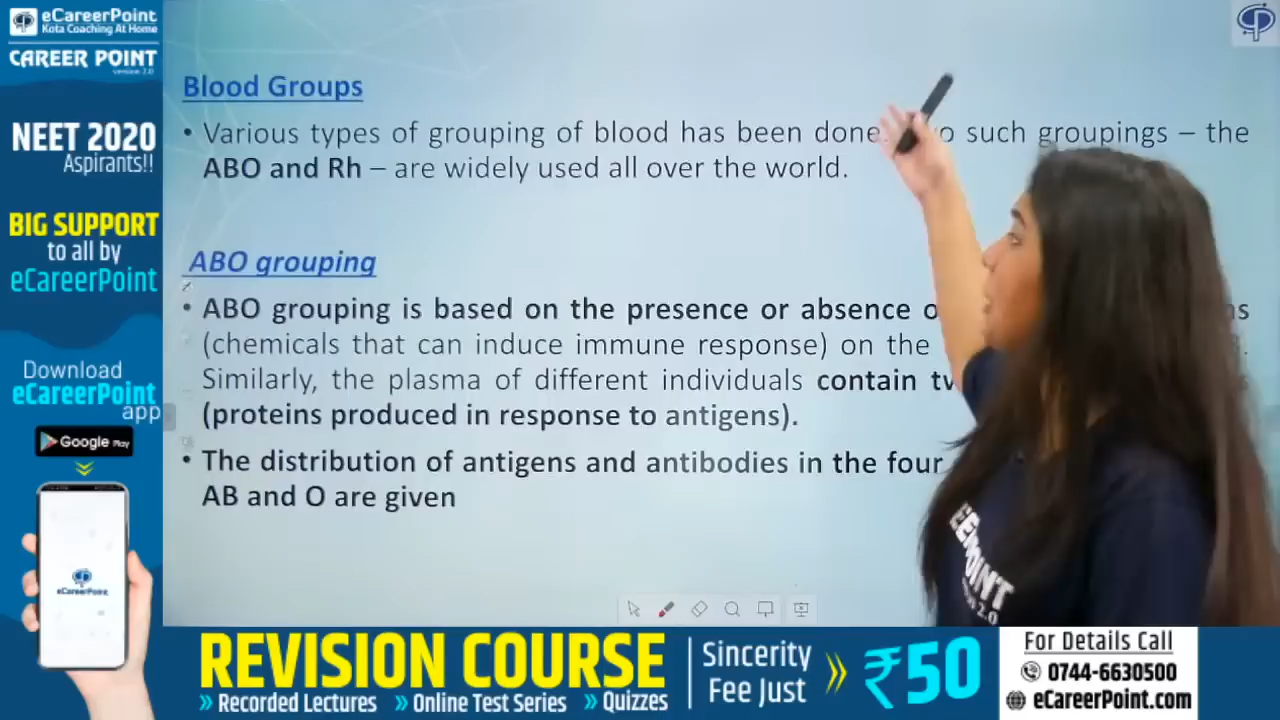 eCareerPoint
Kota Coaching At Home
CAREER POINT
version 2.0
NEET 2020
Aspirants!!
BIG SUPPORT
to all by
eCareerPoint
Download
eCareerPoint
app
Google Play
eCareerPoint
Blood Groups
• Various types of grouping of blood has been done such groupings – the
ABO and Rh – are widely used all over the world.
ABO grouping
• ABO grouping is based on the presence or absence
(chemicals that can induce immune response) on the
Similarly, the plasma of different individuals contain
(proteins produced in response to antigens).
• The distribution of antigens and antibodies in the four
AB and O are given
REVISION COURSE
» Recorded Lectures » Online Test Series » Quizzes
Sincerity
Fee Just
» ₹50
For Details Call
0744-6630500
eCareerPoint.com